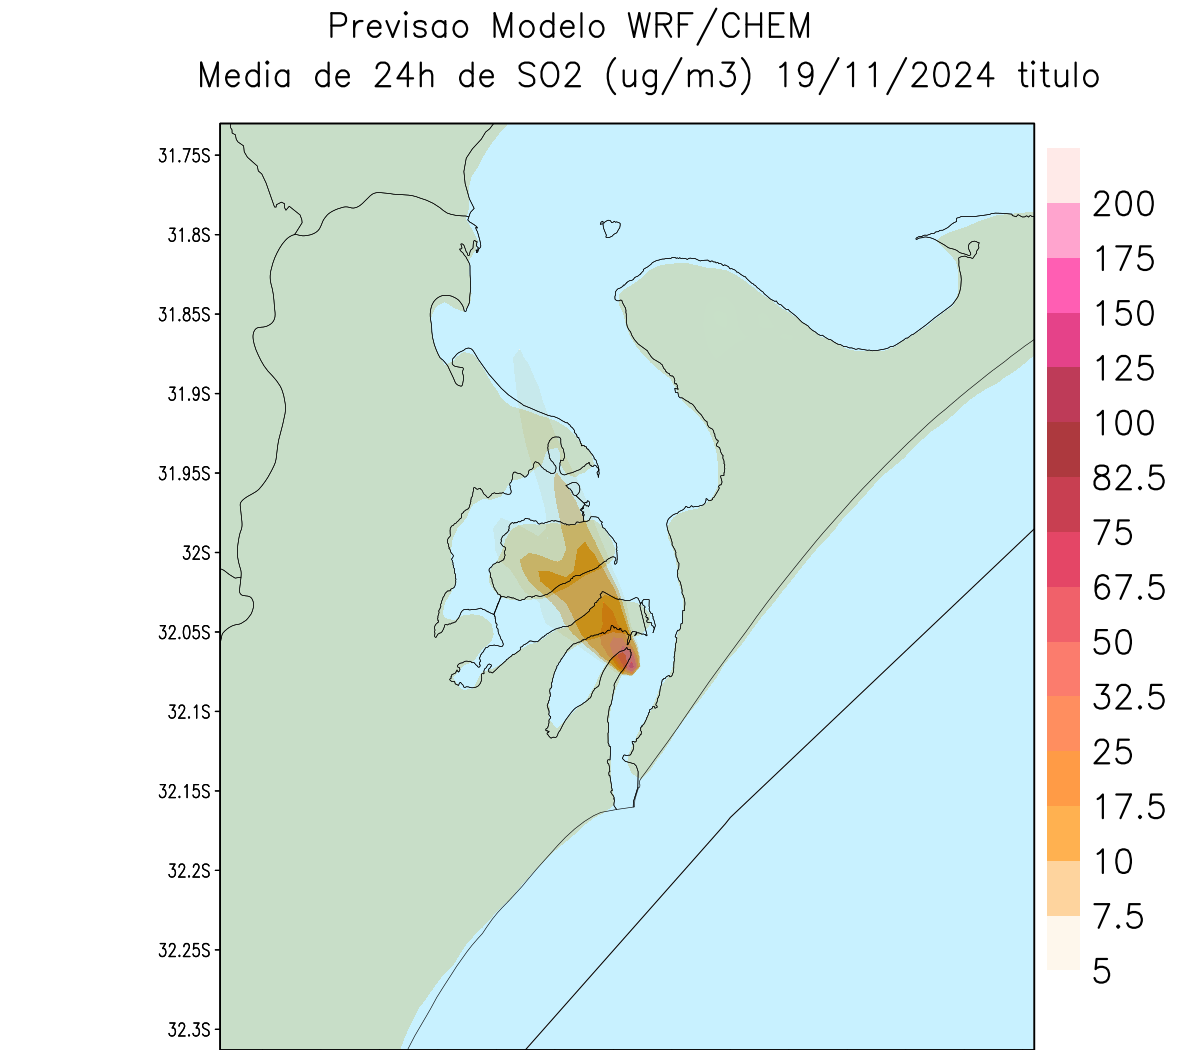 Previsao Modelo WRF/CHEM
Media de 24h de SO2 (ug/m3) 19/11/2024 titulo
31.75S
31.8S
31.85S
31.9S
31.95S
32S
32.05S
32.1S
32.15S
32.2S
32.25S
32.3S
200
175
150
125
100
82.5
75
67.5
50
32.5
25
17.5
10
7.5
5